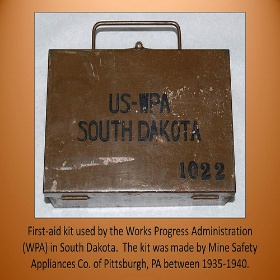 US-WPA
SOUTH DAKOTA
1022
First-aid kit used by the Works Progress Administration
(WPA) in South Dakota.  The kit was made by Mine Safety
Appliances Co. of Pittsburgh, PA between 1935-1940.